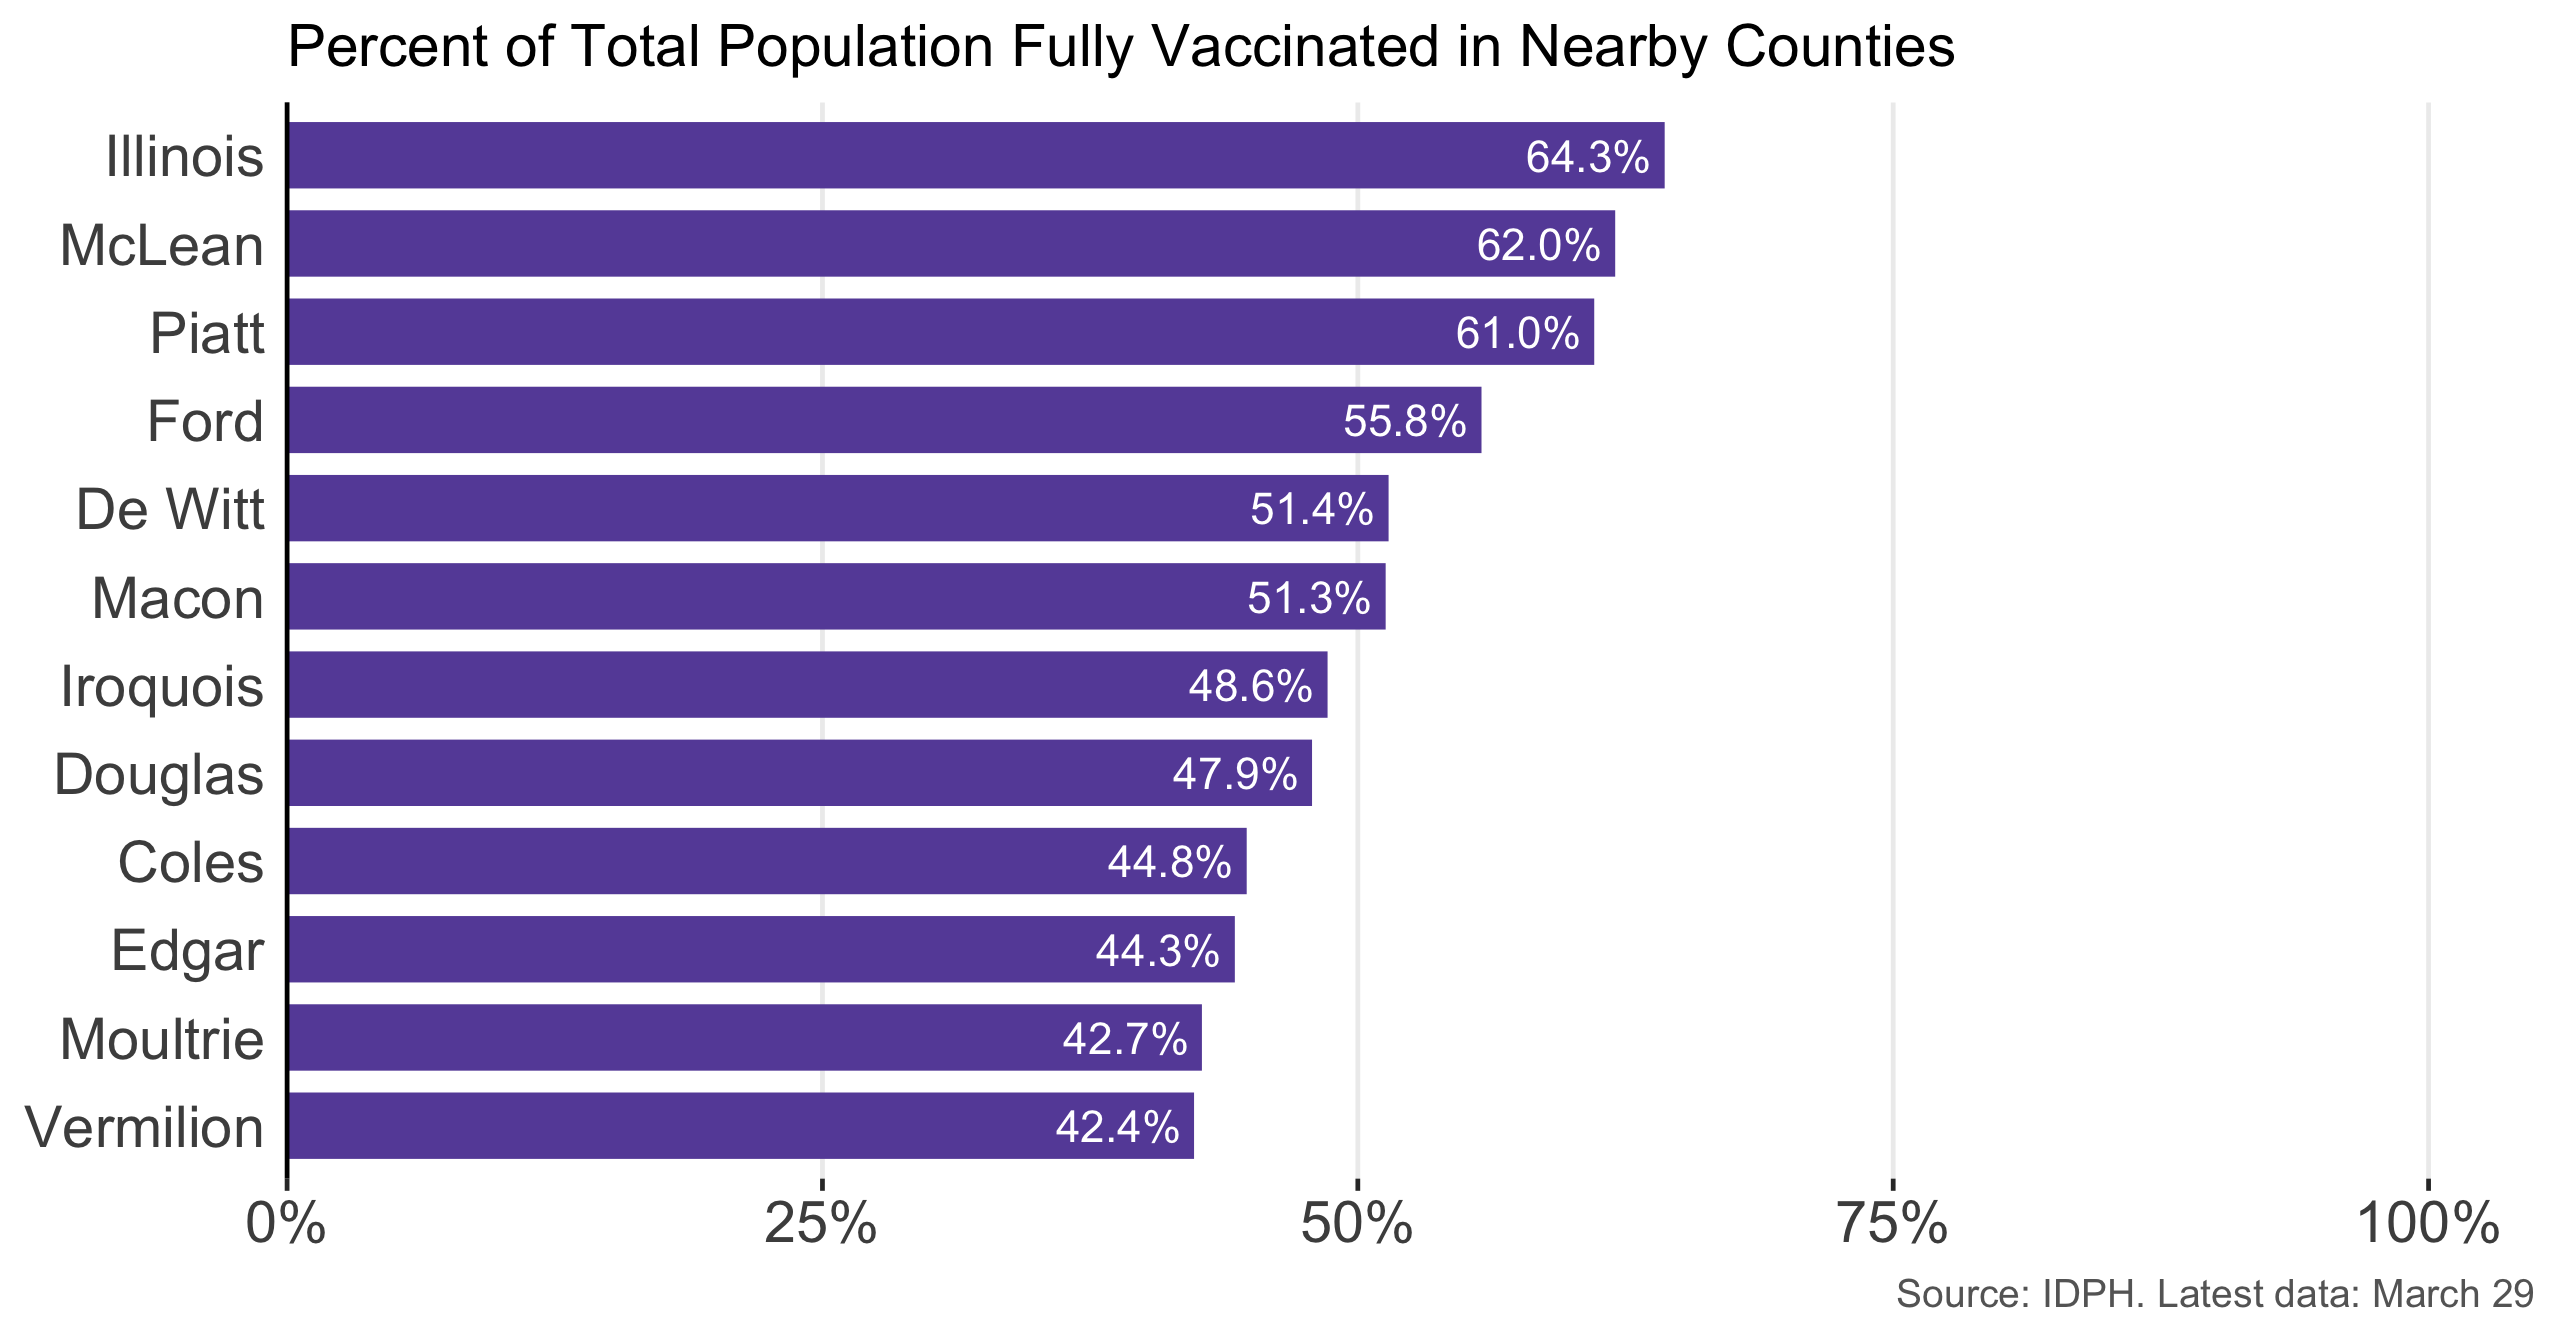 Percent of Total Population Fully Vaccinated in Nearby Counties
Illinois 64.3%
McLean 62.0%
Piatt 61.0%
Ford 55.8%
De Witt 51.4%
Macon 51.3%
Iroquois 48.6%
Douglas 47.9%
Coles 44.8%
Edgar 44.3%
Moultrie 42.7%
Vermilion 42.4%
0% 25% 50% 75% 100%
Source: IDPH. Latest data: March 29